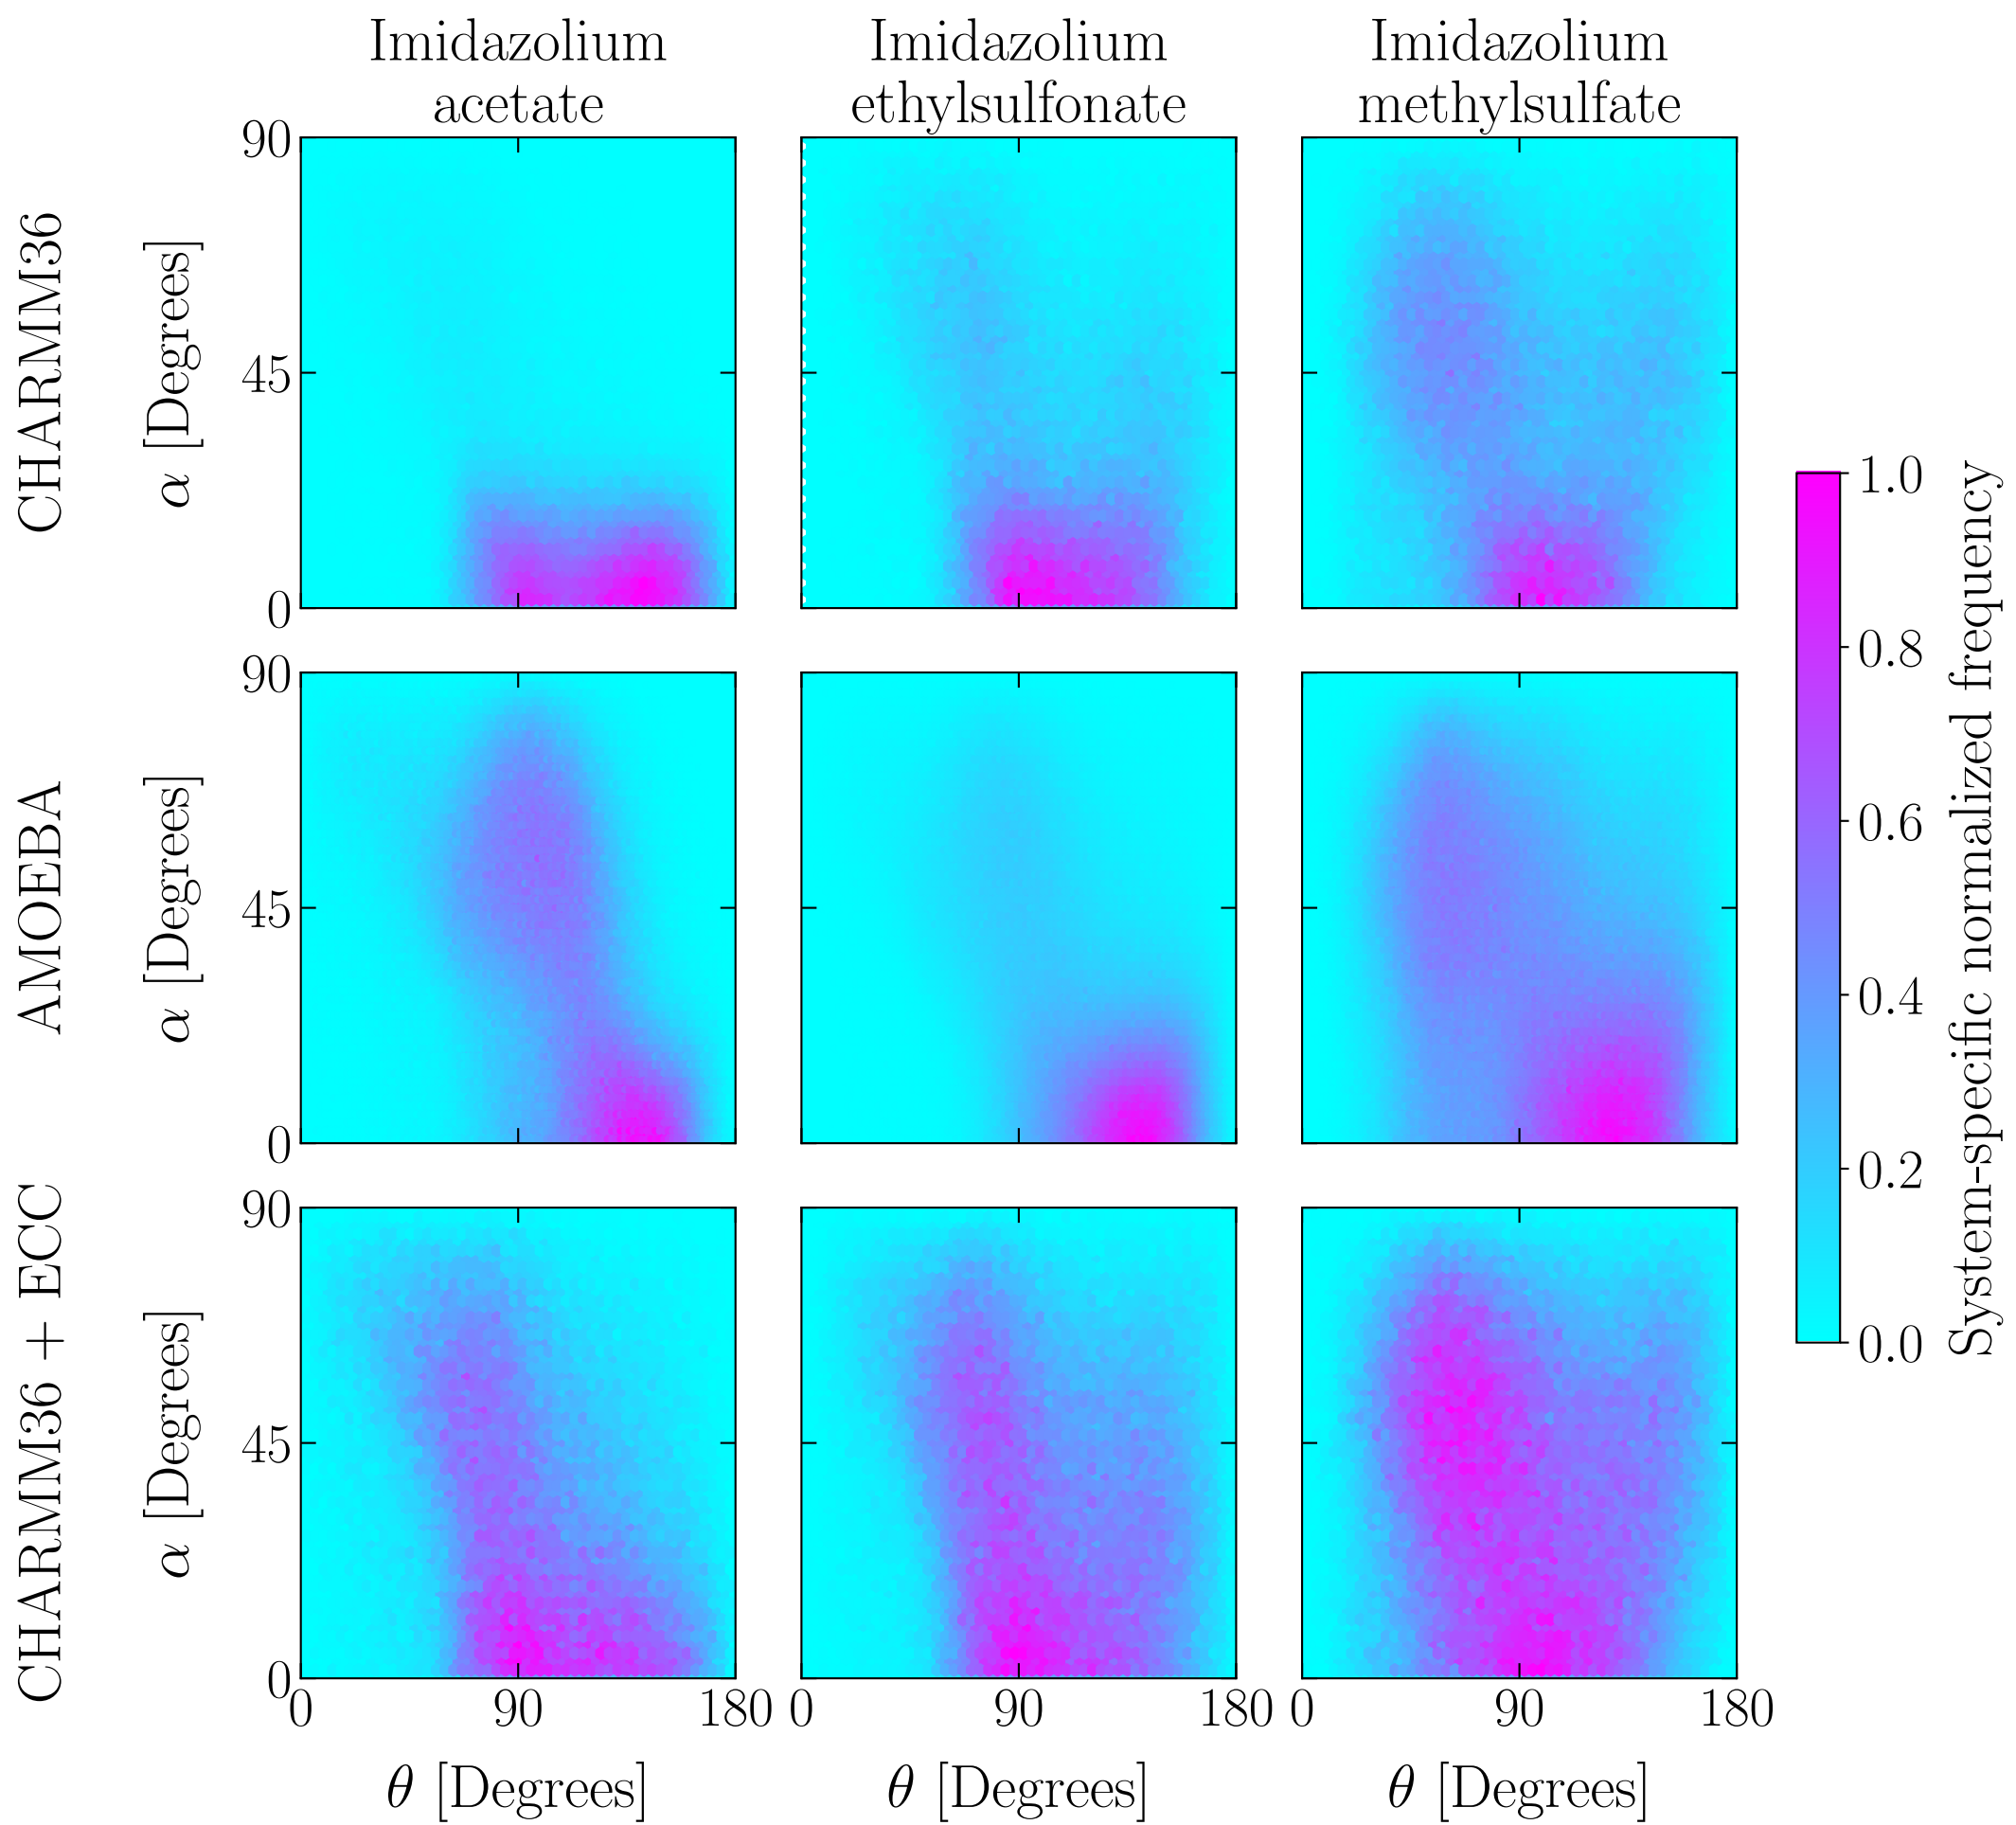 Imidazolium
acetate
Imidazolium
ethylsulfonate
Imidazolium
methylsulfate
CHARMM36
α [Degrees]
90
45
0
AMOEBA
α [Degrees]
90
45
0
CHARMM36 + ECC
α [Degrees]
90
45
0
0 90 180
0 90 180
0 90 180
θ [Degrees]
θ [Degrees]
θ [Degrees]
1.0
0.8
0.6
0.4
0.2
0.0
System-specific normalized frequency